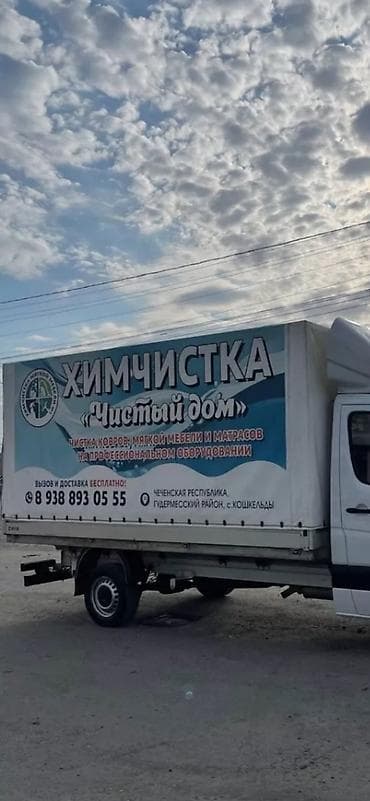 ХИМЧИСТКА
«Чистый дом»
ЧИСТКА КОВРОВ, МЯГКОЙ МЕБЕЛИ И МАТРАСОВ
НА ПРОФЕССИОНАЛЬНОМ ОБОРУДОВАНИИ
ВЫЗОВ И ДОСТАВКА БЕСПЛАТНО!
8 938 893 05 55
ЧЕЧЕНСКАЯ РЕСПУБЛИКА,
ГУДЕРМЕССКИЙ РАЙОН, с.КОШКЕЛЬДЫ